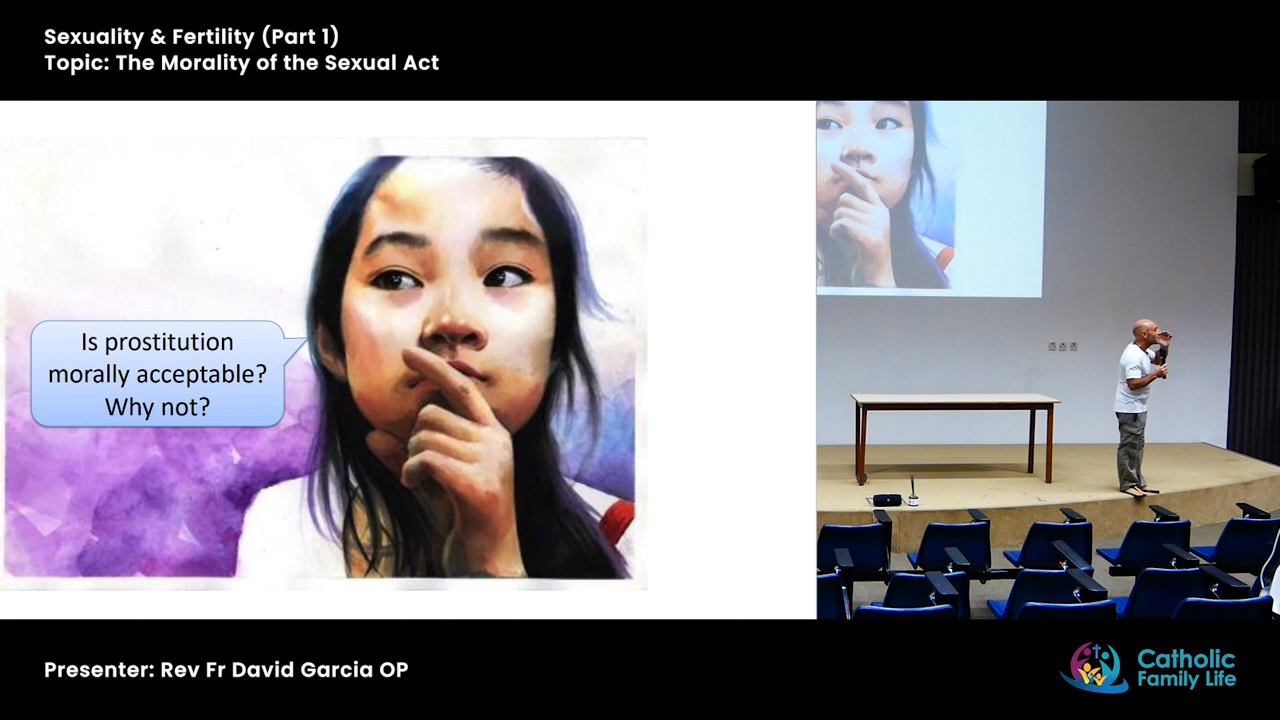 Sexuality & Fertility (Part 1)
Topic: The Morality of the Sexual Act
Is prostitution
morally acceptable?
Why not?
Presenter: Rev Fr David Garcia OP
Catholic
Family Life